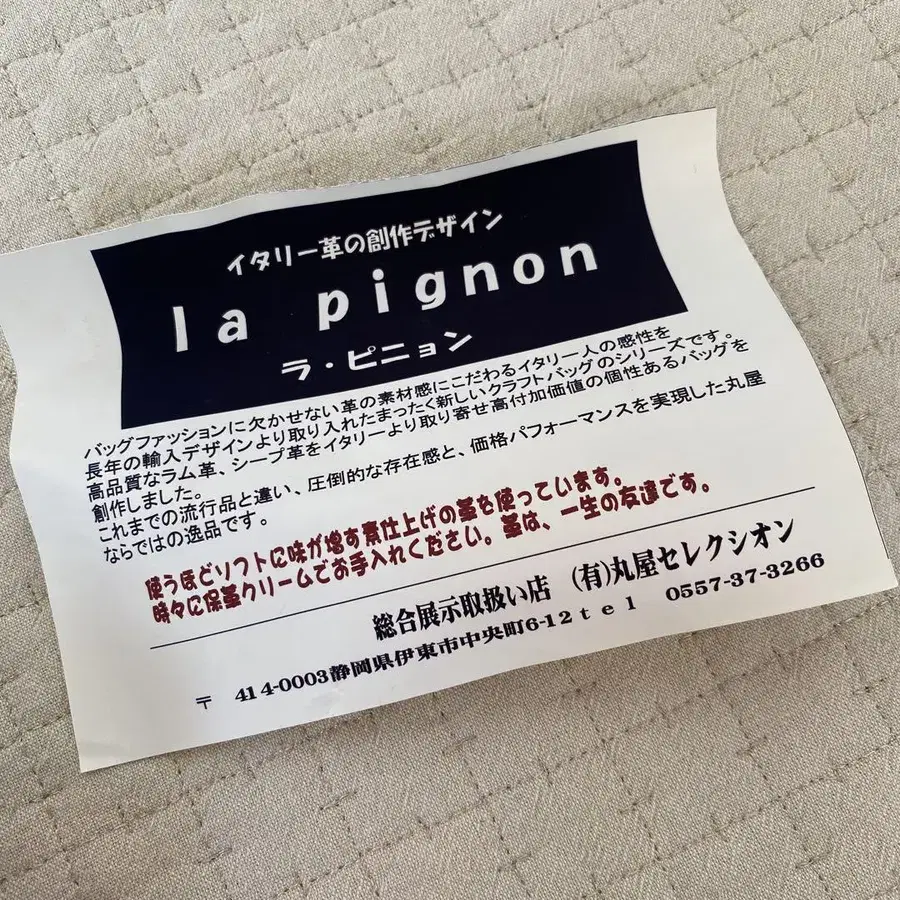 イタリー革の創作デザイン
la pignon
ラ・ピニョン
バッグファッションに欠かせない革の素材感にこだわるイタリー人の感性を
長年の輸入デザインより取り入れたまったく新しいクラフトバッグのシリーズです。
高品質なラム革、シープ革をイタリーより取り寄せ高付加価値の個性あるバッグを
創作しました。
これまでの流行品と違い、圧倒的な存在感と、価格パフォーマンスを実現した丸屋
ならではの逸品です。
使うほどソフトに味が増す素仕上げの革を使っています。
時々に保革クリームでお手入れください。革は、一生の友達です。
総合展示取扱い店 (有)丸屋セレクシオン
〒 414-0003静岡県伊東市中央町6-12tel 0557-37-3266